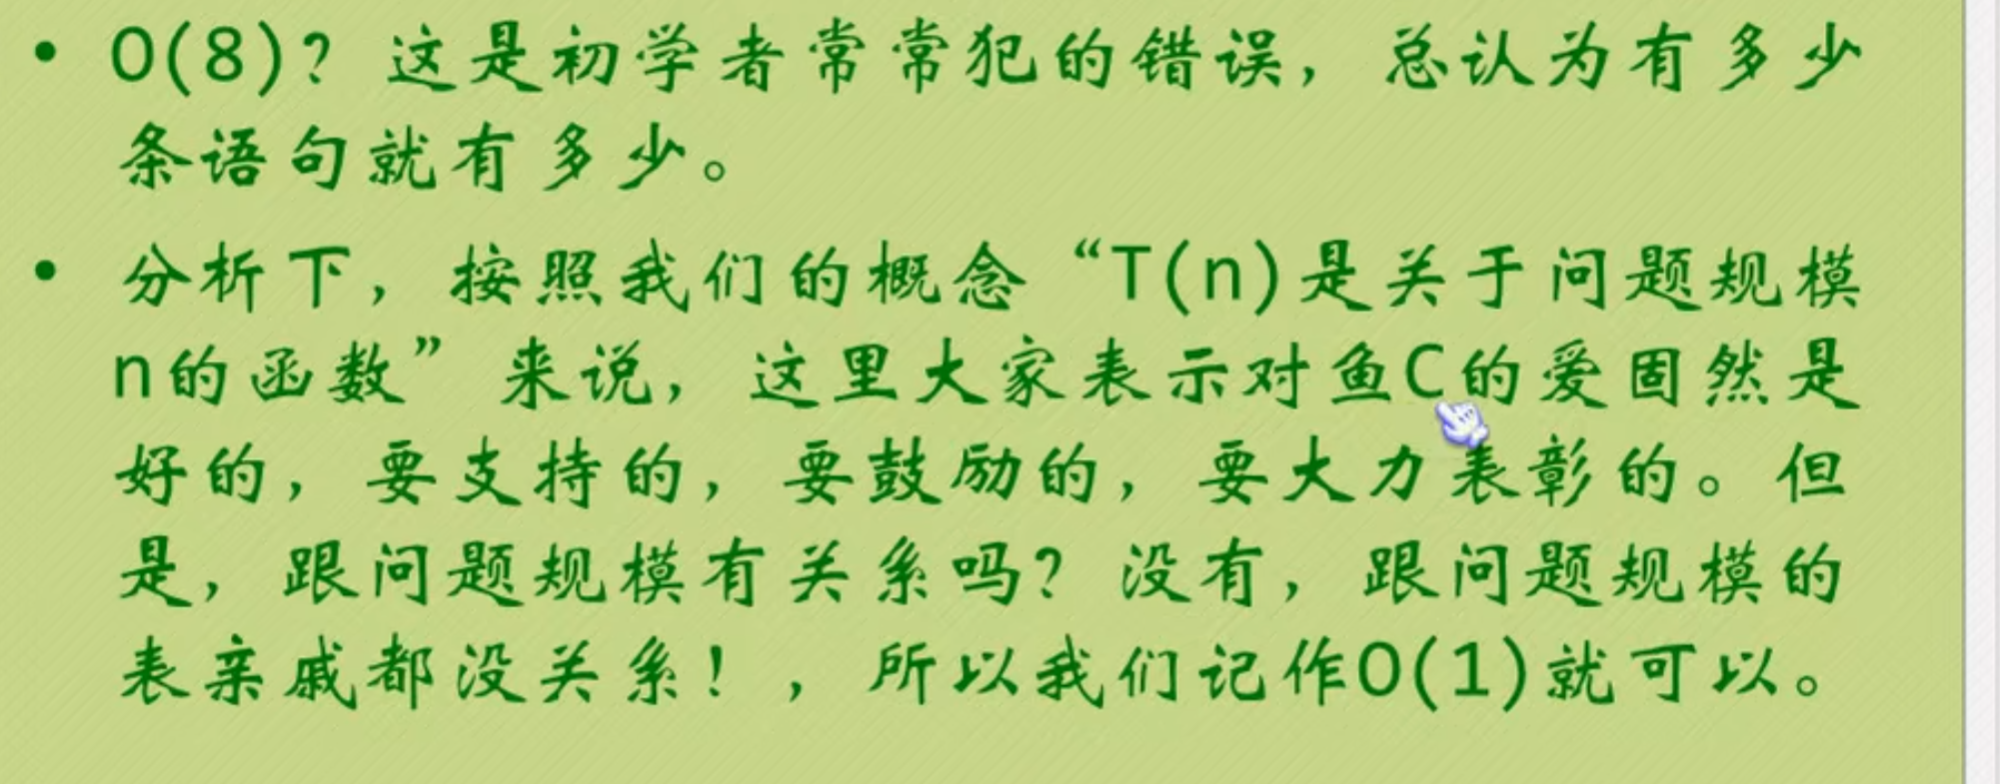 • O(8)？这是初学者常常犯的错误，总认为有多少
条语句就有多少。
• 分析下，按照我们的概念“T(n)是关于问题规模
n的函数”来说，这里大家表示对鱼C的爱固然是
好的，要支持的，要鼓励的，要大力表彰的。但
是，跟问题规模有关系吗？没有，跟问题规模的
表亲戚都没关系！，所以我们记作O(1)就可以。